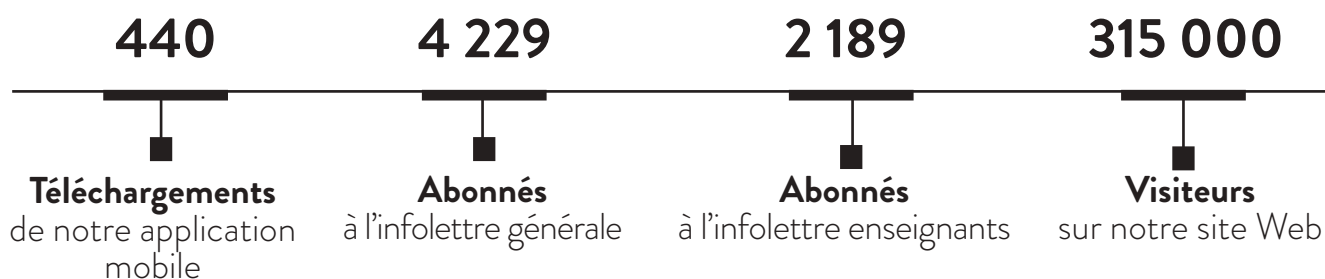 440
Téléchargements
de notre application
mobile
4 229
Abonnés
à l'infolettre générale
2 189
Abonnés
à l'infolettre enseignants
315 000
Visiteurs
sur notre site Web